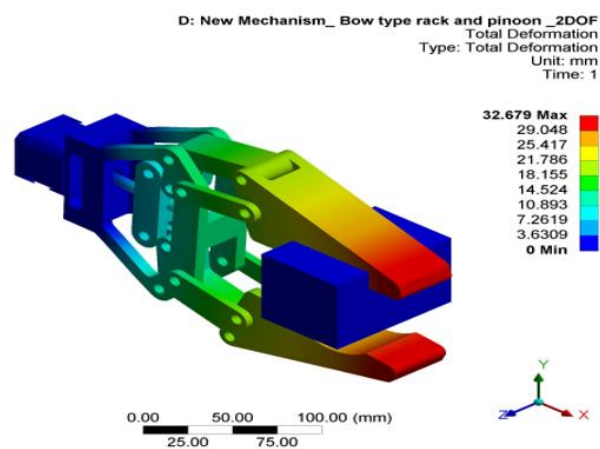 D: New Mechanism_ Bow type rack and pinoon _2DOF
Total Deformation
Type: Total Deformation
Unit: mm
Time: 1
32.679 Max
29.048
25.417
21.786
18.155
14.524
10.893
7.2619
3.6309
0 Min
Y
Z
X
0.00 50.00 100.00 (mm)
25.00 75.00